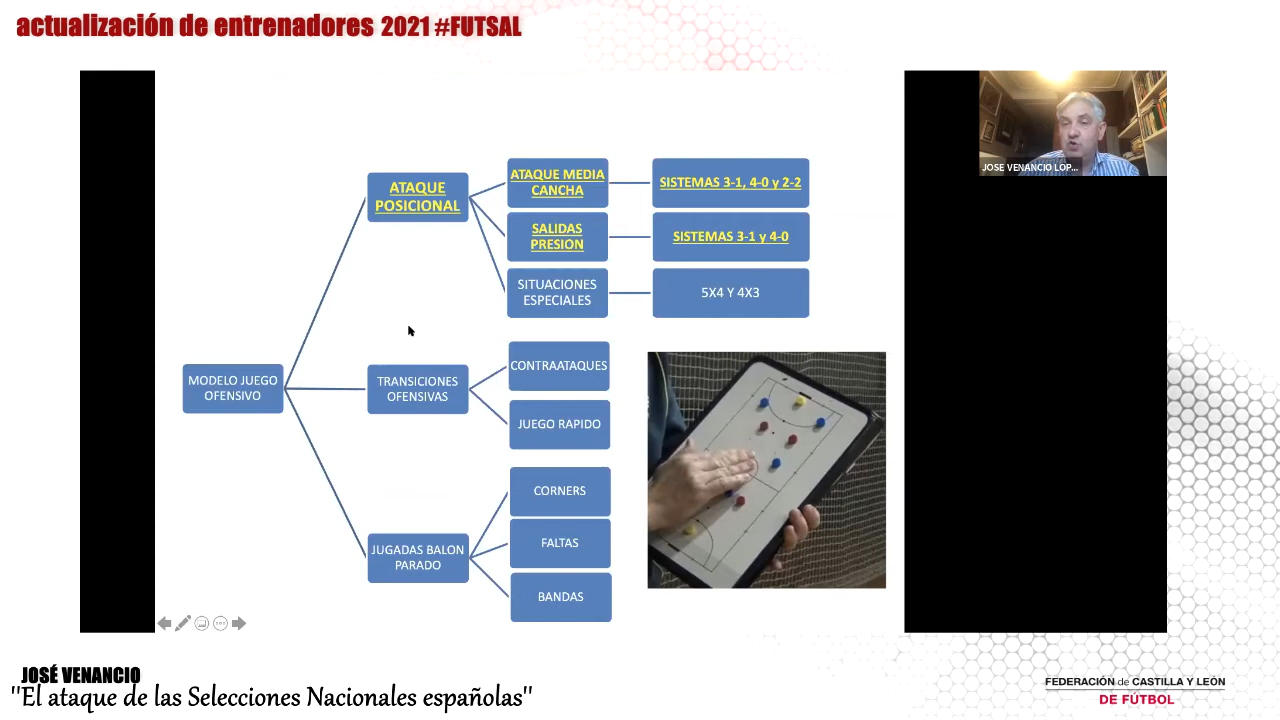 actualización de entrenadores 2021 #FUTSAL
JOSE VENANCIO LOP...
ATAQUE
POSICIONAL
ATAQUE MEDIA
CANCHA
SISTEMAS 3-1, 4-0 y 2-2
SALIDAS
PRESION
SISTEMAS 3-1 y 4-0
SITUACIONES
ESPECIALES
5X4 Y 4X3
MODELO JUEGO
OFENSIVO
TRANSICIONES
OFENSIVAS
CONTRAATAQUES
JUEGO RAPIDO
JUGADAS BALON
PARADO
CORNERS
FALTAS
BANDAS
JOSÉ VENANCIO
"El ataque de las Selecciones Nacionales españolas"
FEDERACIÓN de CASTILLA Y LEÓN
DE FÚTBOL